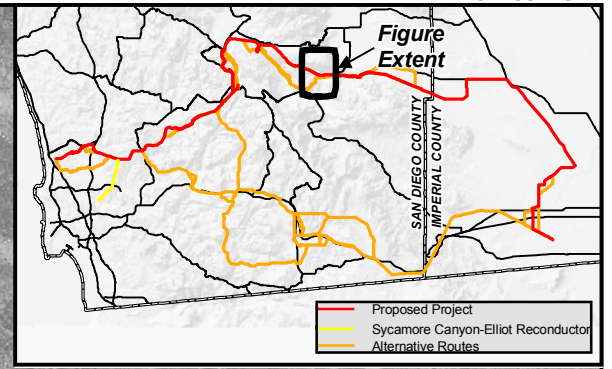 Figure
Extent
SAN DIEGO COUNTY
IMPERIAL COUNTY
Proposed Project
Sycamore Canyon-Elliot Reconductor
Alternative Routes